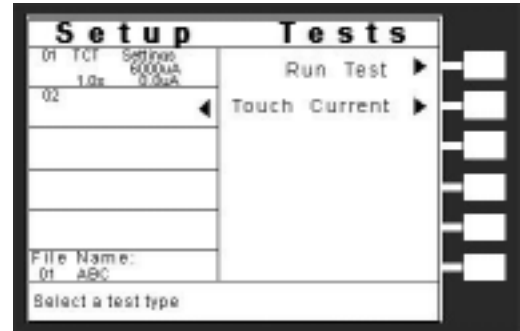 Setup Tests
01 TCT Settings
6000uA
1.0s 0.0uA
02
Run Test
Touch Current
File Name:
01 ABC
Select a test type